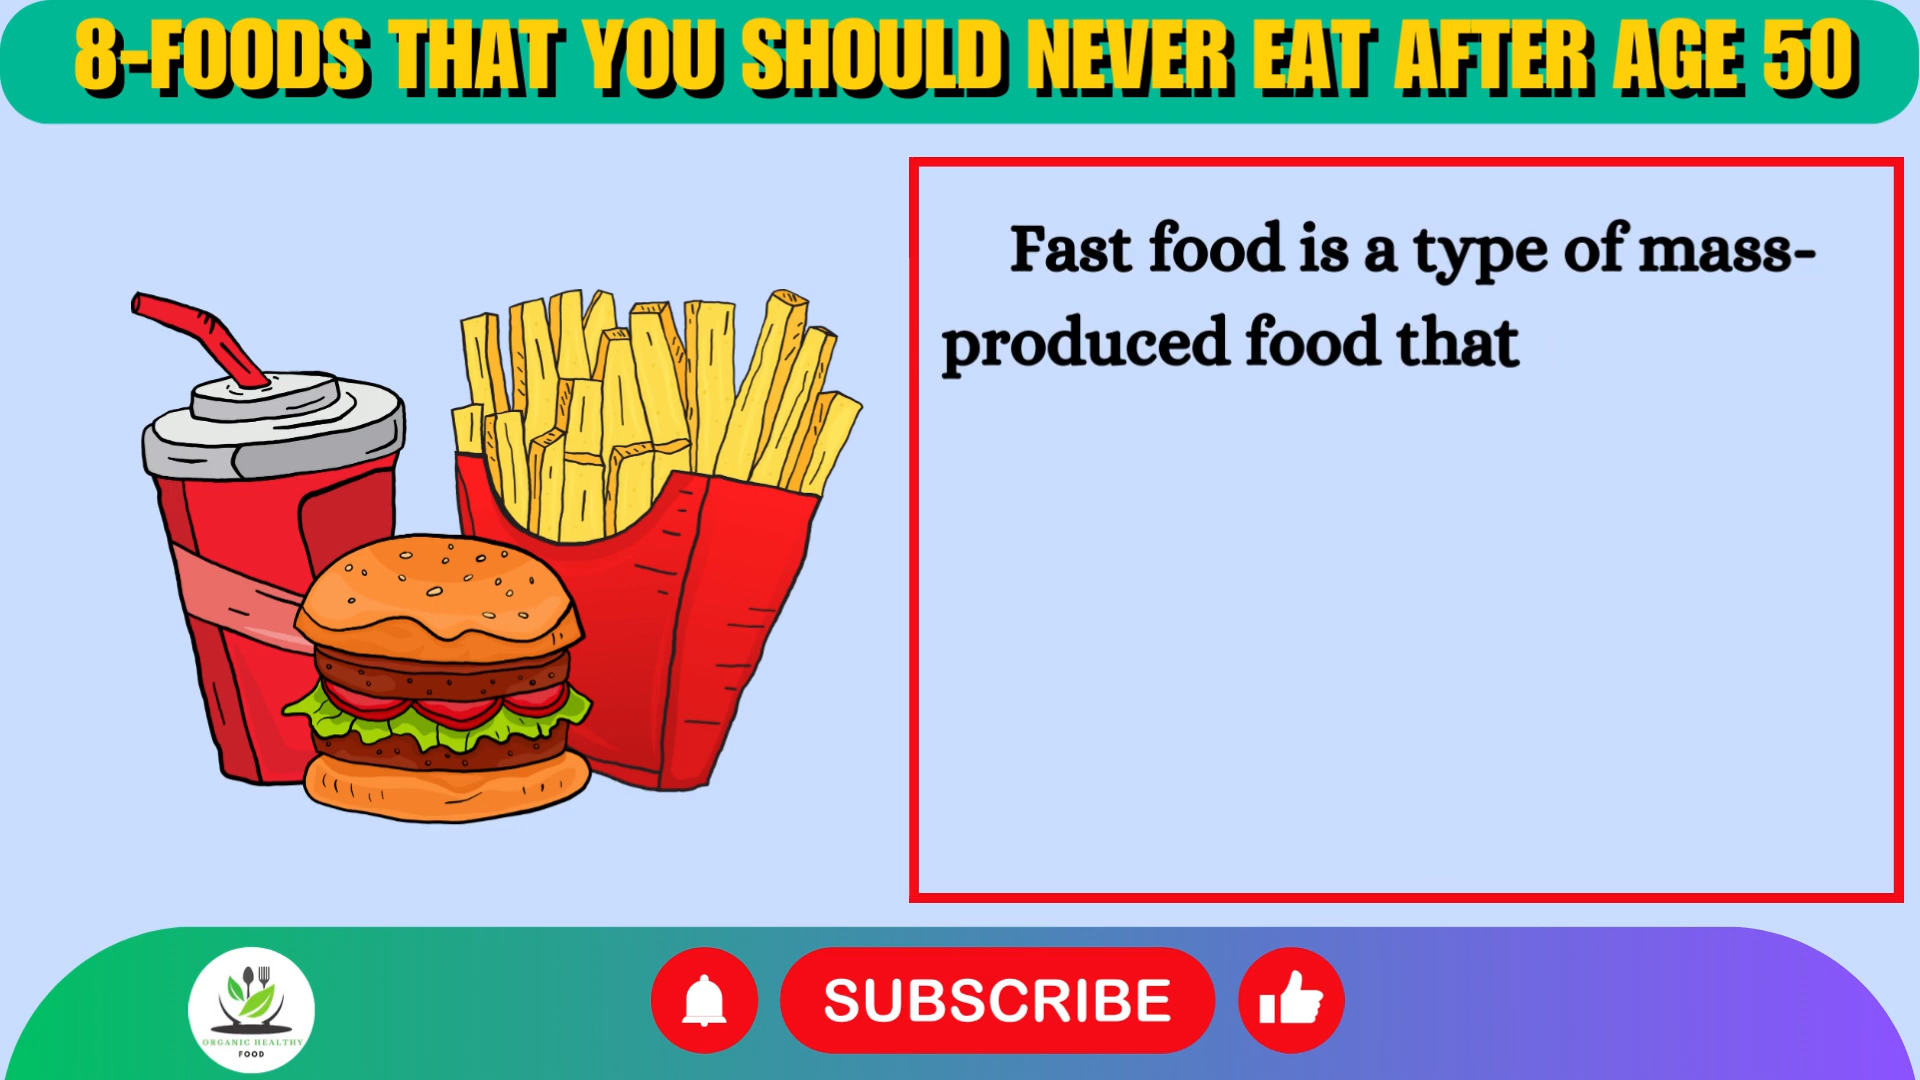 8-FOODS THAT YOU SHOULD NEVER EAT AFTER AGE 50
Fast food is a type of mass-
produced food that
ORGANIC HEALTHY
FOOD
SUBSCRIBE